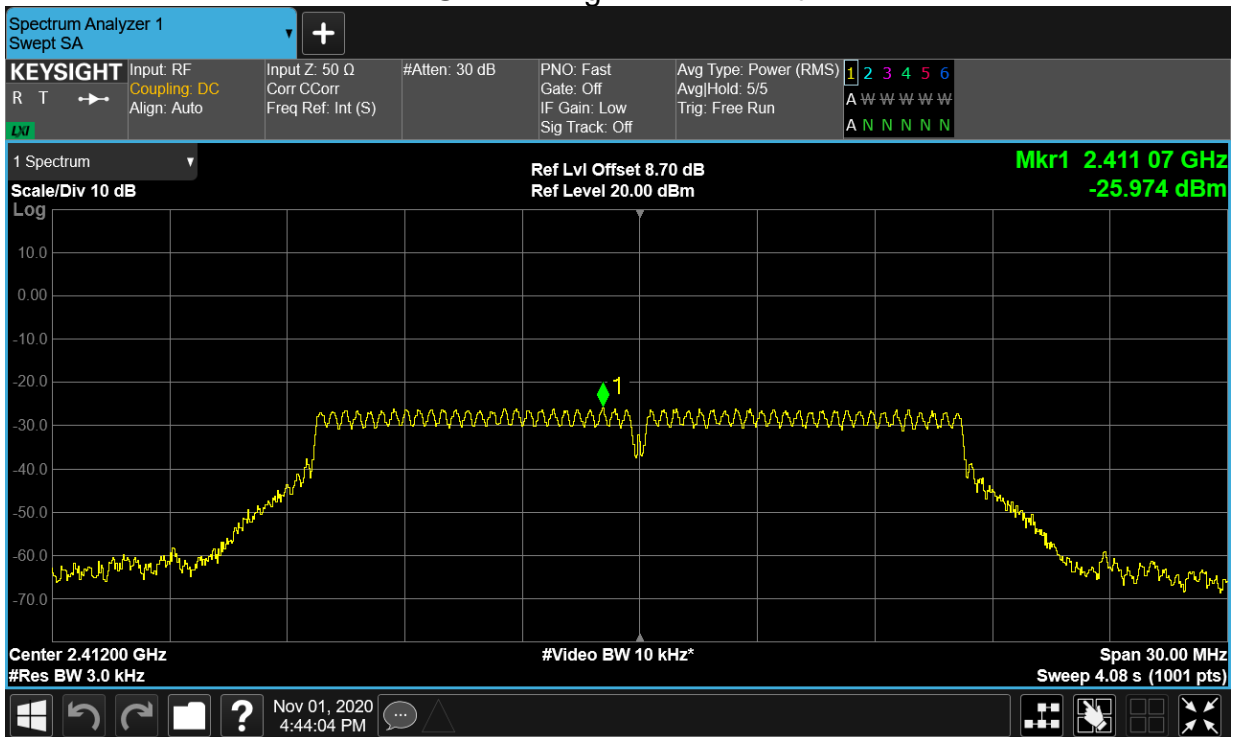 Spectrum Analyzer 1
Swept SA
+
KEYSIGHT Input: RF Input Z: 50 Ω #Atten: 30 dB PNO: Fast Avg Type: Power (RMS) 1 2 3 4 5 6
R T Coupling: DC Corr CCorr Gate: Off Avg|Hold: 5/5 A W W W W W
Align: Auto Freq Ref: Int (S) IF Gain: Low Trig: Free Run
LXI Sig Track: Off A N N N N N
1 Spectrum Ref Lvl Offset 8.70 dB Mkr1 2.411 07 GHz
Scale/Div 10 dB Ref Level 20.00 dBm -25.974 dBm
Log
10.0
0.00
-10.0
-20.0
1
-30.0
-40.0
-50.0
-60.0
-70.0
Center 2.41200 GHz #Video BW 10 kHz* Span 30.00 MHz
#Res BW 3.0 kHz Sweep 4.08 s (1001 pts)
? Nov 01, 2020
4:44:04 PM